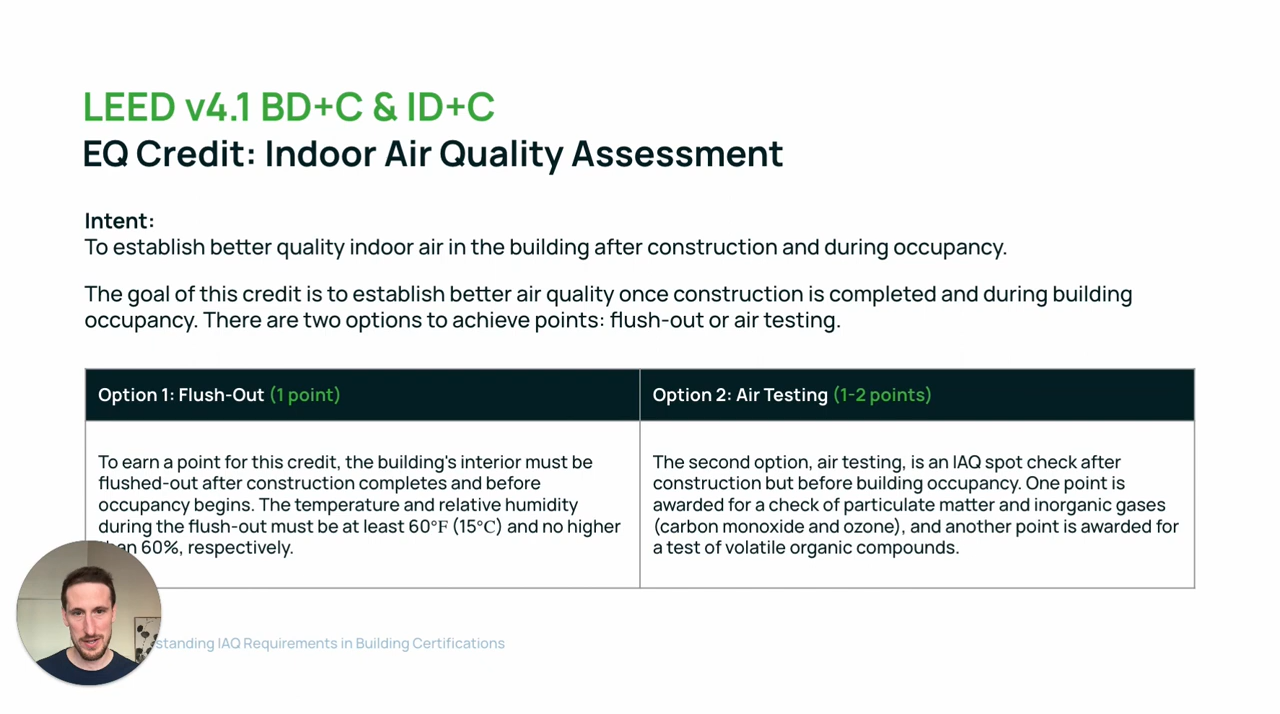 LEED v4.1 BD+C & ID+C
EQ Credit: Indoor Air Quality Assessment
Intent:
To establish better quality indoor air in the building after construction and during occupancy.
The goal of this credit is to establish better air quality once construction is completed and during building
occupancy. There are two options to achieve points: flush-out or air testing.
Option 1: Flush-Out (1 point)
To earn a point for this credit, the building's interior must be
flushed-out after construction completes and before
occupancy begins. The temperature and relative humidity
during the flush-out must be at least 60°F (15°C) and no higher
than 60%, respectively.
Option 2: Air Testing (1-2 points)
The second option, air testing, is an IAQ spot check after
construction but before building occupancy. One point is
awarded for a check of particulate matter and inorganic gases
(carbon monoxide and ozone), and another point is awarded for
a test of volatile organic compounds.
standing IAQ Requirements in Building Certifications